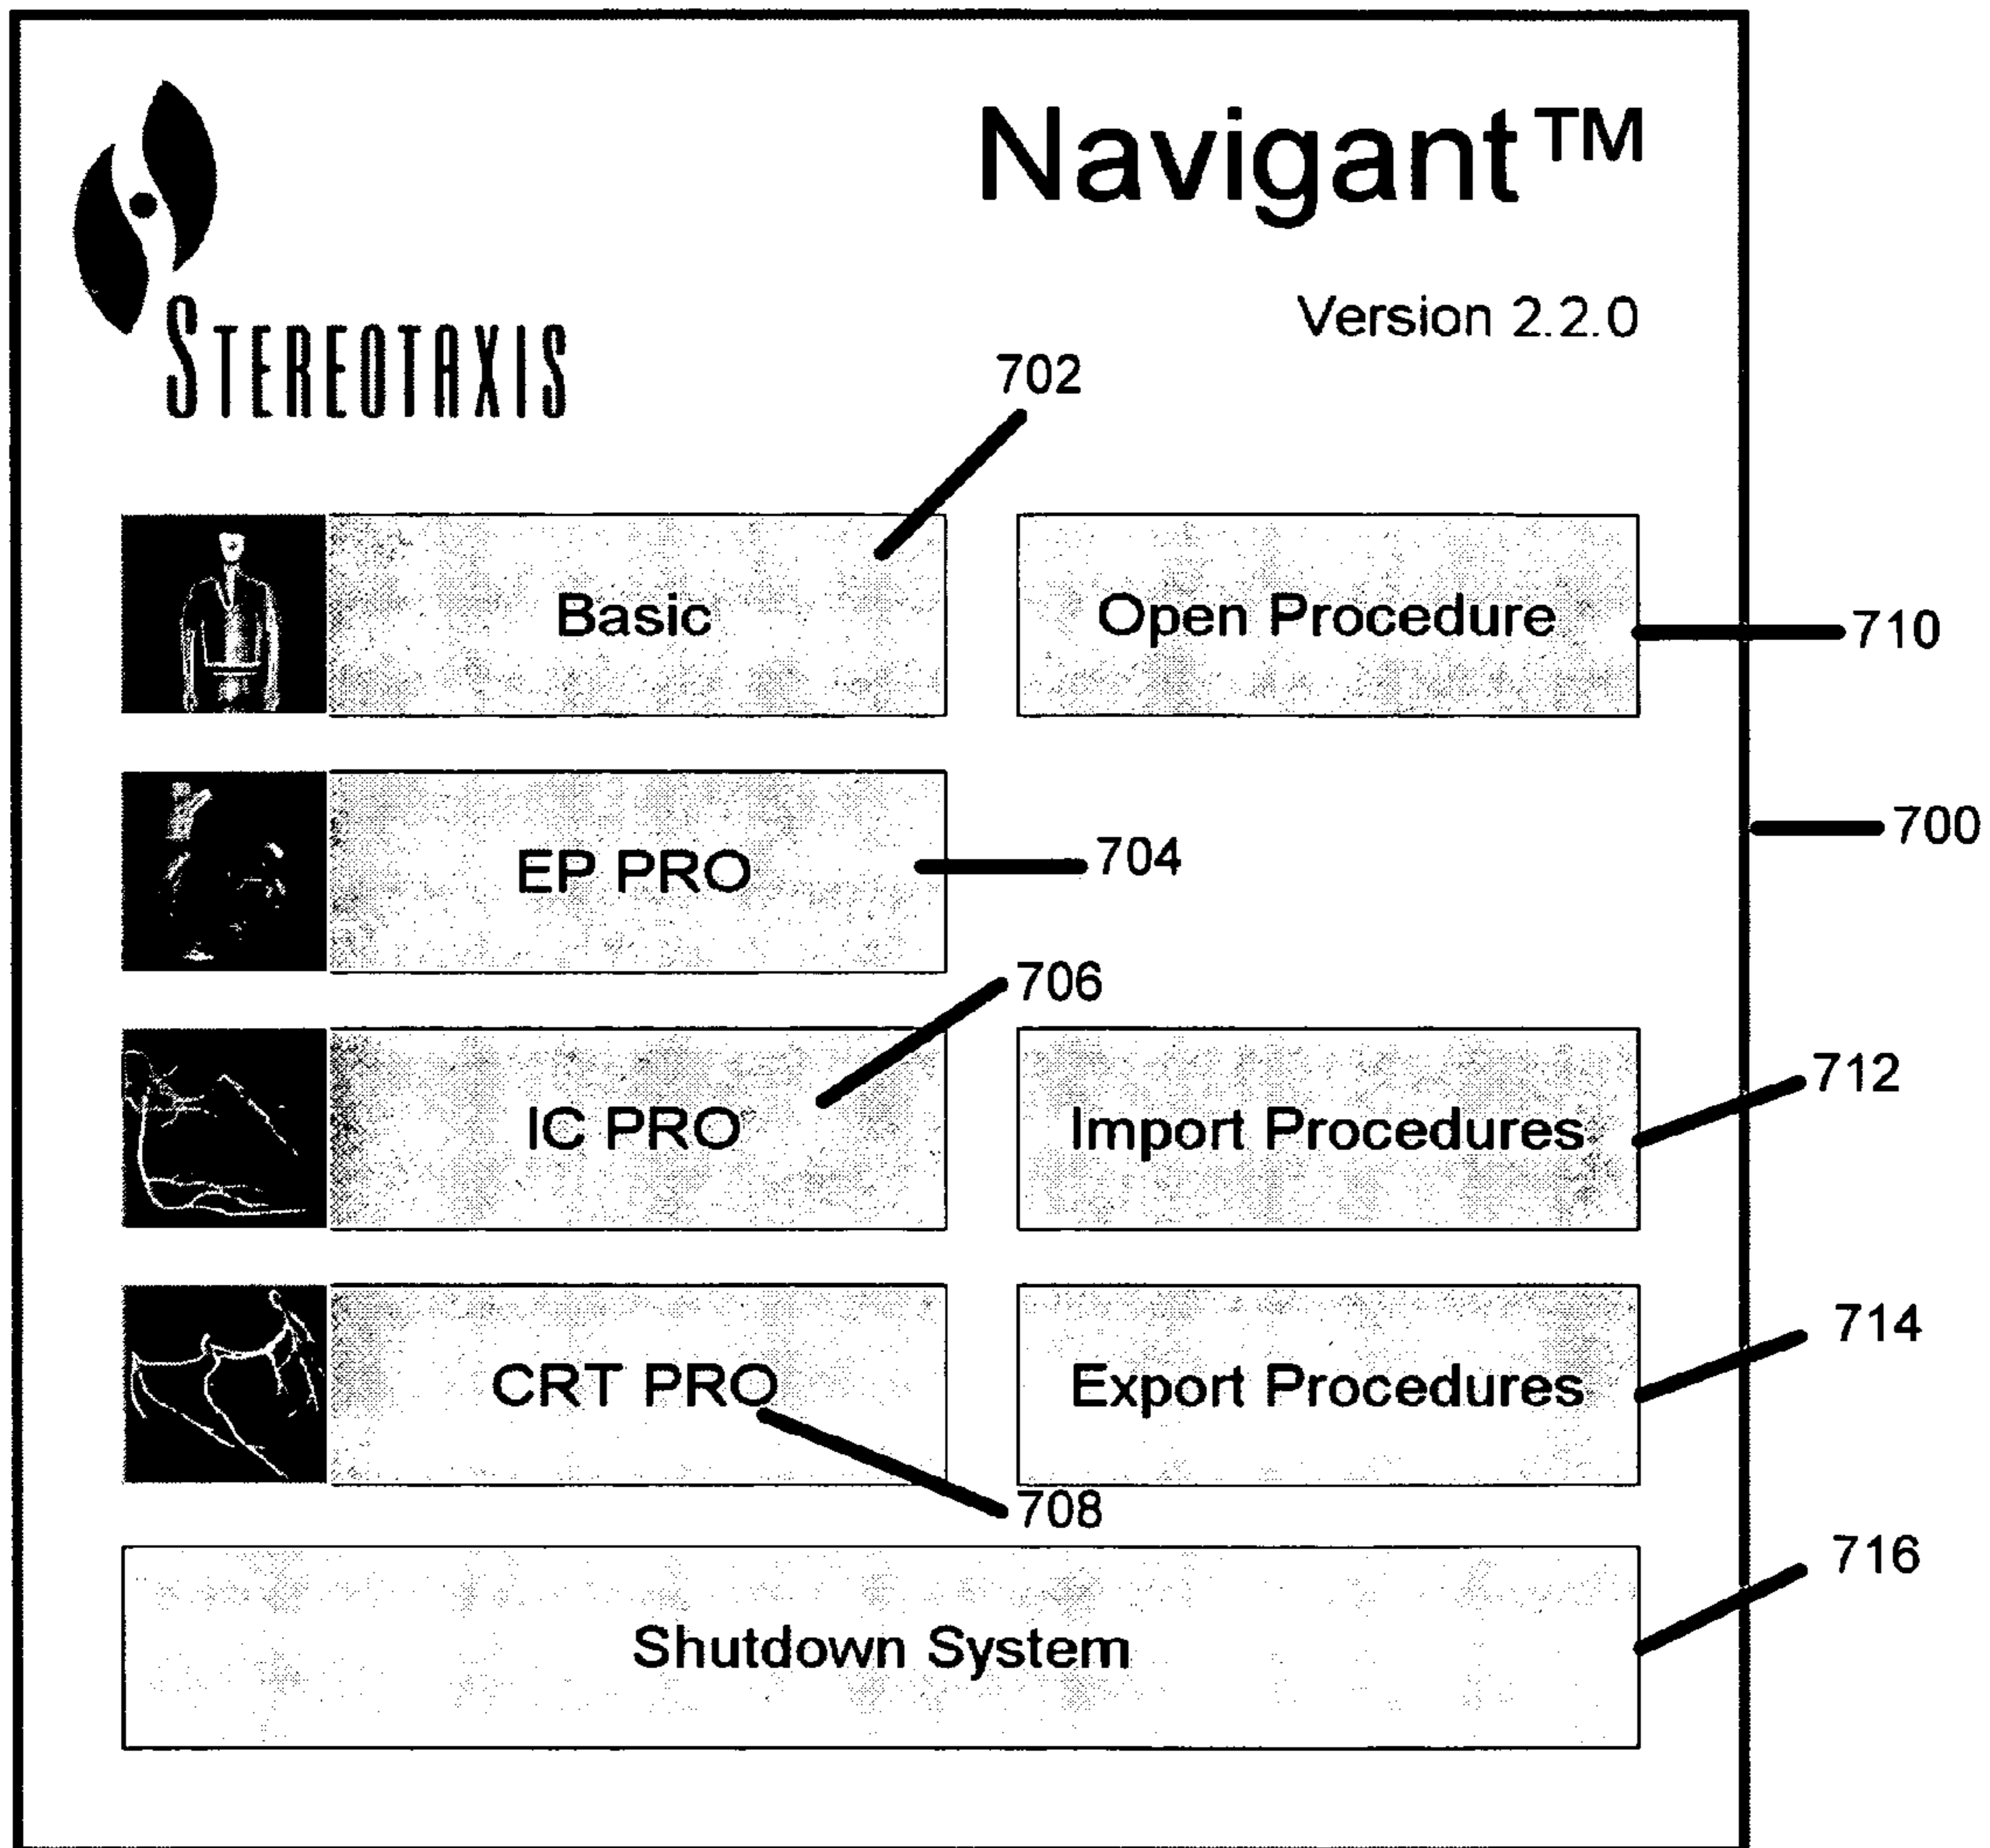 Navigant™
STEREOTAXIS
Version 2.2.0
702
Basic
Open Procedure
710
700
EP PRO
704
706
IC PRO
Import Procedures
712
CRT PRO
Export Procedures
714
708
716
Shutdown System